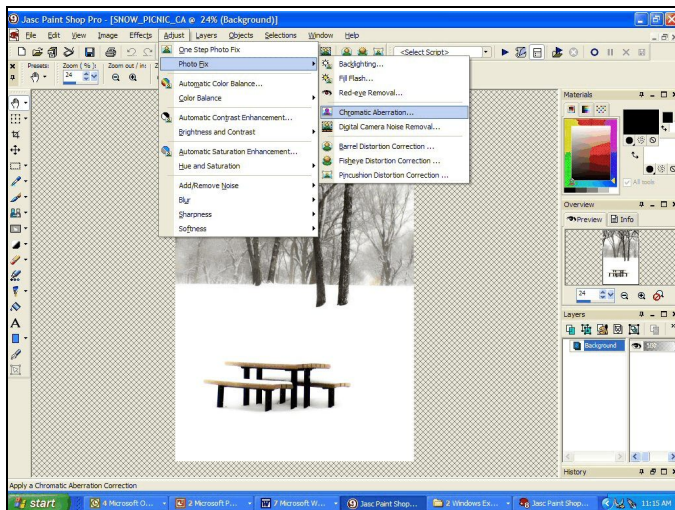 Jasc Paint Shop Pro - [SNOW_PICNIC_CA @ 24% (Background)]
File Edit View Image Effects Adjust Layers Objects Selections Window Help
<Select Script>
Presets: Zoom (%): Zoom out / in:
24
One Step Photo Fix
Photo Fix
Automatic Color Balance...
Color Balance
Automatic Contrast Enhancement...
Brightness and Contrast
Automatic Saturation Enhancement...
Hue and Saturation
Add/Remove Noise
Blur
Sharpness
Softness
Backlighting...
Fill Flash...
Red-eye Removal...
Chromatic Aberration...
Digital Camera Noise Removal...
Barrel Distortion Correction ...
Fisheye Distortion Correction ...
Pincushion Distortion Correction ...
Materials
All tools
Overview
Preview Info
24
Layers
Background 100
History
Apply a Chromatic Aberration Correction
start 4 Microsoft O... 2 Microsoft P... 7 Microsoft W... Jasc Paint Shop... 2 Windows Ex... Jasc Paint Shop... 11:15 AM